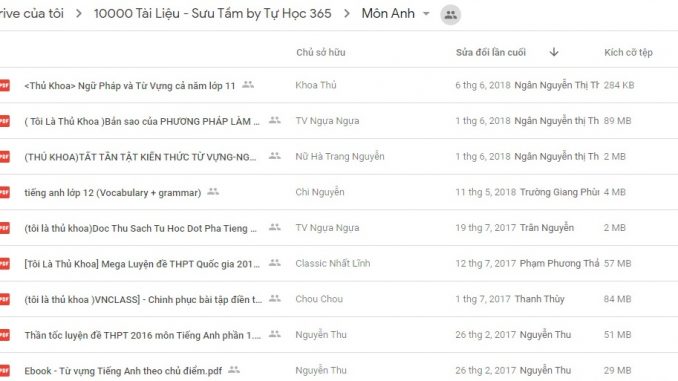 rive của tôi > 10000 Tài Liệu - Sưu Tầm by Tự Học 365 > Môn Anh
Chủ sở hữu Sửa đổi lần cuối Kích cỡ tệp
PDF <Thủ Khoa> Ngữ Pháp và Từ Vựng cả năm lớp 11 Khoa Thủ 6 thg 6, 2018 Ngân Nguyễn Thị Th 284 KB
PDF ( Tôi Là Thủ Khoa )Bản sao của PHƯƠNG PHÁP LÀM ... TV Ngựa Ngựa 1 thg 6, 2018 Ngân Nguyễn thị Th 89 MB
PDF (THỦ KHOA)TẤT TẦN TẬT KIẾN THỨC TỪ VỰNG-NG... Nữ Hà Trang Nguyễn 1 thg 6, 2018 Ngân Nguyễn thị Th 2 MB
PDF tiếng anh lớp 12 (Vocabulary + grammar) Chi Nguyễn 11 thg 5, 2018 Trường Giang Phùn 4 MB
PDF (tôi là thủ khoa)Doc Thu Sach Tu Hoc Dot Pha Tieng ... TV Ngựa Ngựa 29 thg 7, 2017 Trân Nguyễn 2 MB
PDF [Tôi Là Thủ Khoa] Mega Luyện đề THPT Quốc gia 201... Classic Nhất Lĩnh 12 thg 7, 2017 Phạm Phương Thả 57 MB
PDF (tôi là thủ khoa )VNCLASS] - Chinh phục bài tập điền t... Chou Chou 1 thg 7, 2017 Thanh Thùy 84 MB
PDF Thần tốc luyện đề THPT 2016 môn Tiếng Anh phần 1.... Nguyễn Thu 26 thg 2, 2017 Nguyễn Thu 51 MB
PDF Ebook - Từ vựng Tiếng Anh theo chủ điểm.pdf Nguyễn Thu 26 thg 2, 2017 Nguyễn Thu 29 MB